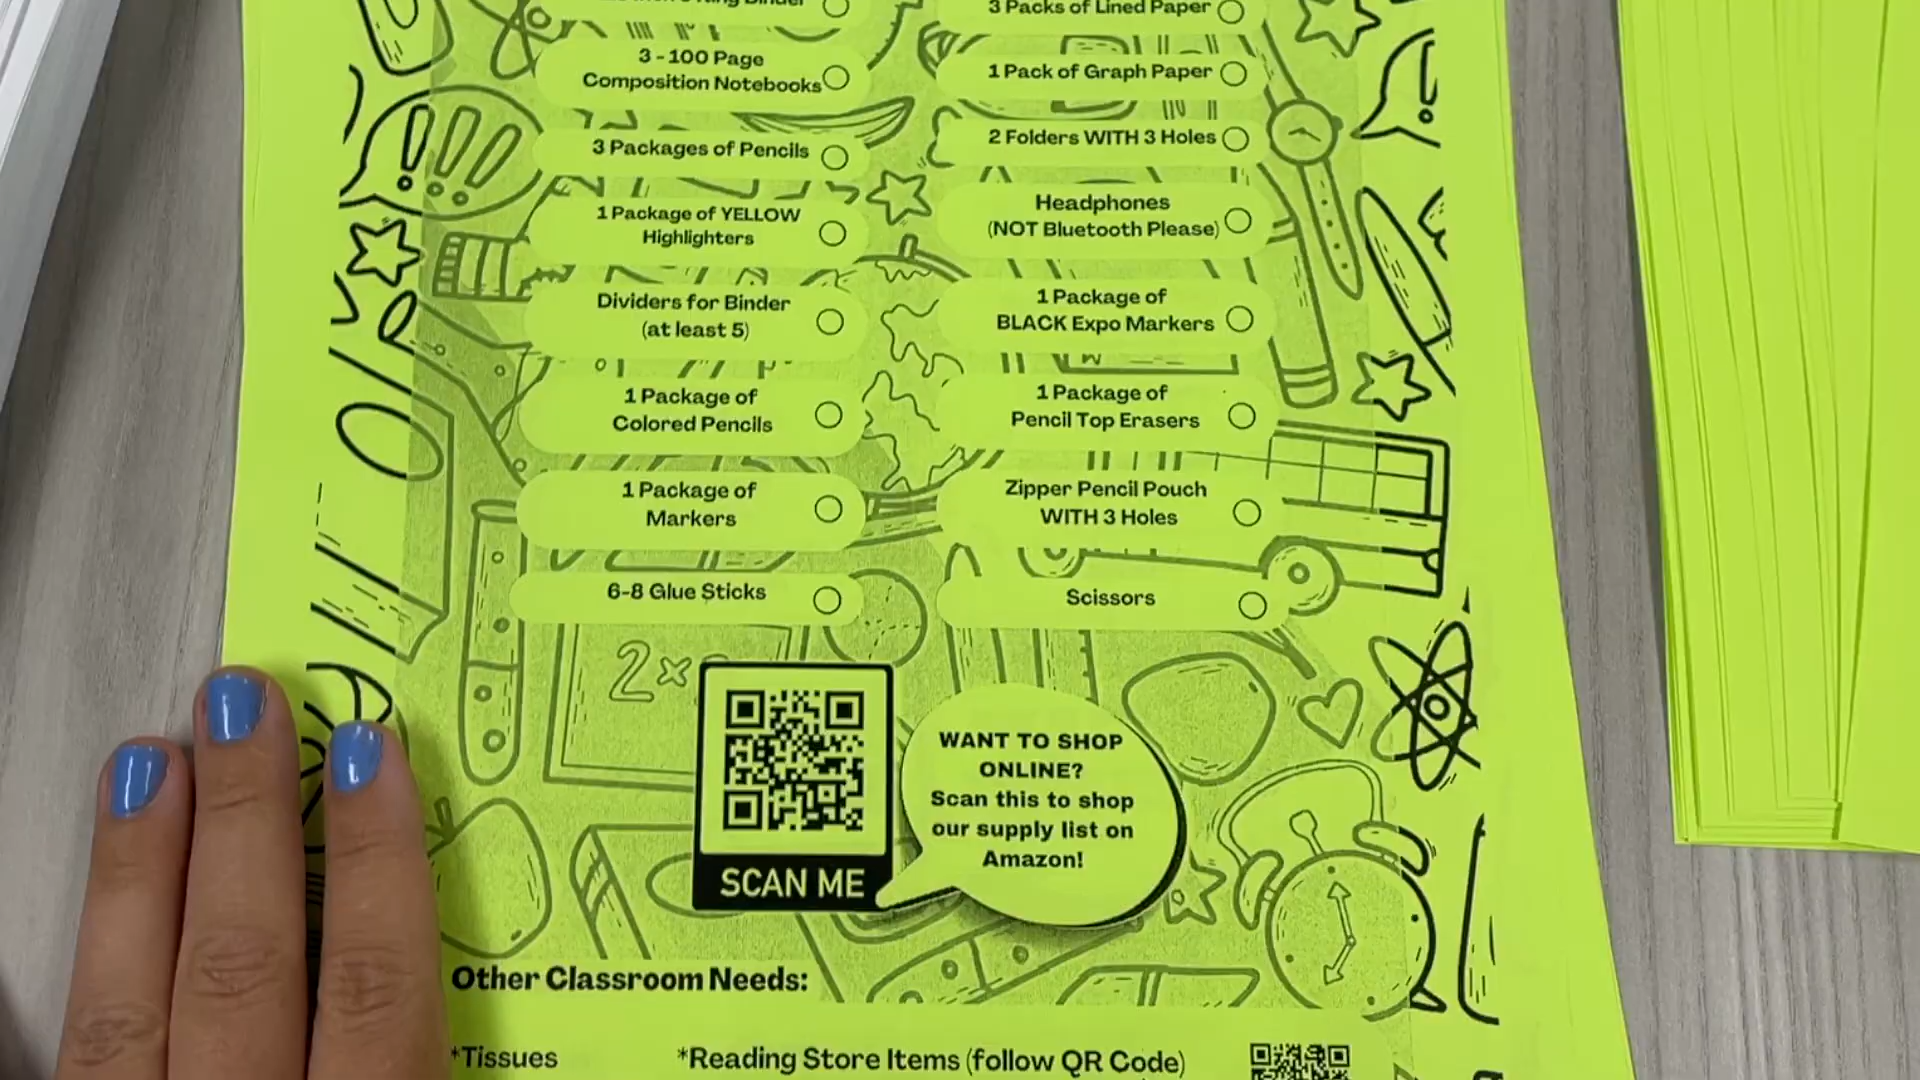 Ring Binder
3 - 100 Page
Composition Notebooks
3 Packages of Pencils
1 Package of YELLOW
Highlighters
Dividers for Binder
(at least 5)
1 Package of
Colored Pencils
1 Package of
Markers
6-8 Glue Sticks
3 Packs of Lined Paper
1 Pack of Graph Paper
2 Folders WITH 3 Holes
Headphones
(NOT Bluetooth Please)
1 Package of
BLACK Expo Markers
1 Package of
Pencil Top Erasers
Zipper Pencil Pouch
WITH 3 Holes
Scissors
2×
SCAN ME
WANT TO SHOP
ONLINE?
Scan this to shop
our supply list on
Amazon!
Other Classroom Needs:
*Tissues
*Reading Store Items (follow QR Code)